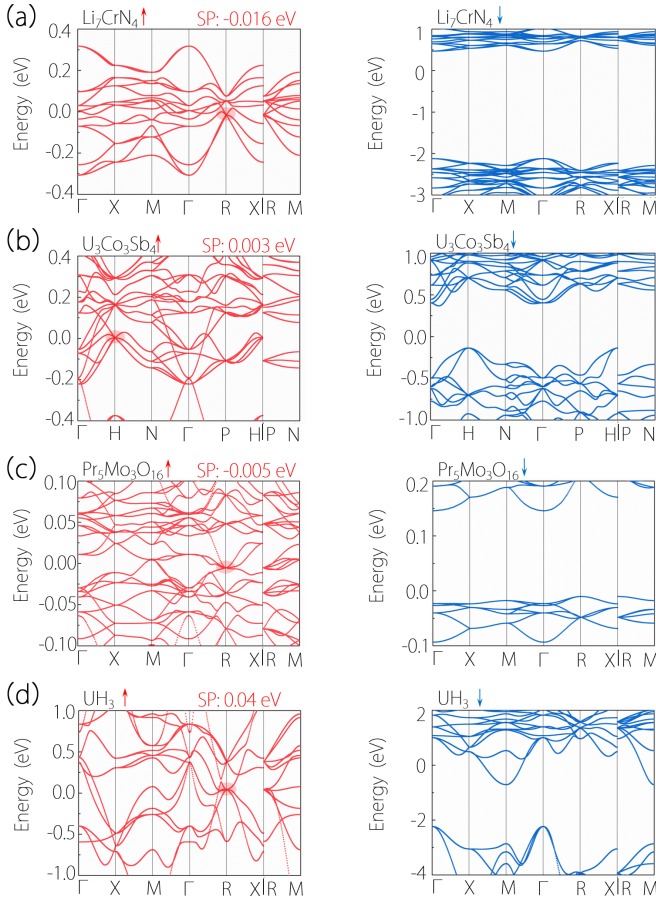 (a)
Li₇CrN₄
SP: -0.016 eV
Energy (eV)
0.4
0.2
0.0
-0.2
-0.4
Γ X M Γ R X|R M
Energy (eV)
1
0
-1
-2
-3
Γ X M Γ R X|R M
(b)
U₃Co₃Sb₄
SP: 0.003 eV
Energy (eV)
0.4
0.2
0.0
-0.2
-0.4
Γ H N Γ P H|P N
U₃Co₃Sb₄
Energy (eV)
1.0
0.5
0.0
-0.5
-1.0
Γ H N Γ P H|P N
(c)
Pr₅Mo₃O₁₆
SP: -0.005 eV
Energy (eV)
0.10
0.05
0.00
-0.05
-0.10
Γ X M Γ R X|R M
Pr₅Mo₃O₁₆
Energy (eV)
0.2
0.1
0.0
-0.1
Γ X M Γ R X|R M
(d)
UH₃
SP: 0.04 eV
Energy (eV)
1.0
0.5
0.0
-0.5
-1.0
Γ X M Γ R X|R M
UH₃
Energy (eV)
2
0
-2
-4
Γ X M Γ R X|R M
Li₇CrN₄